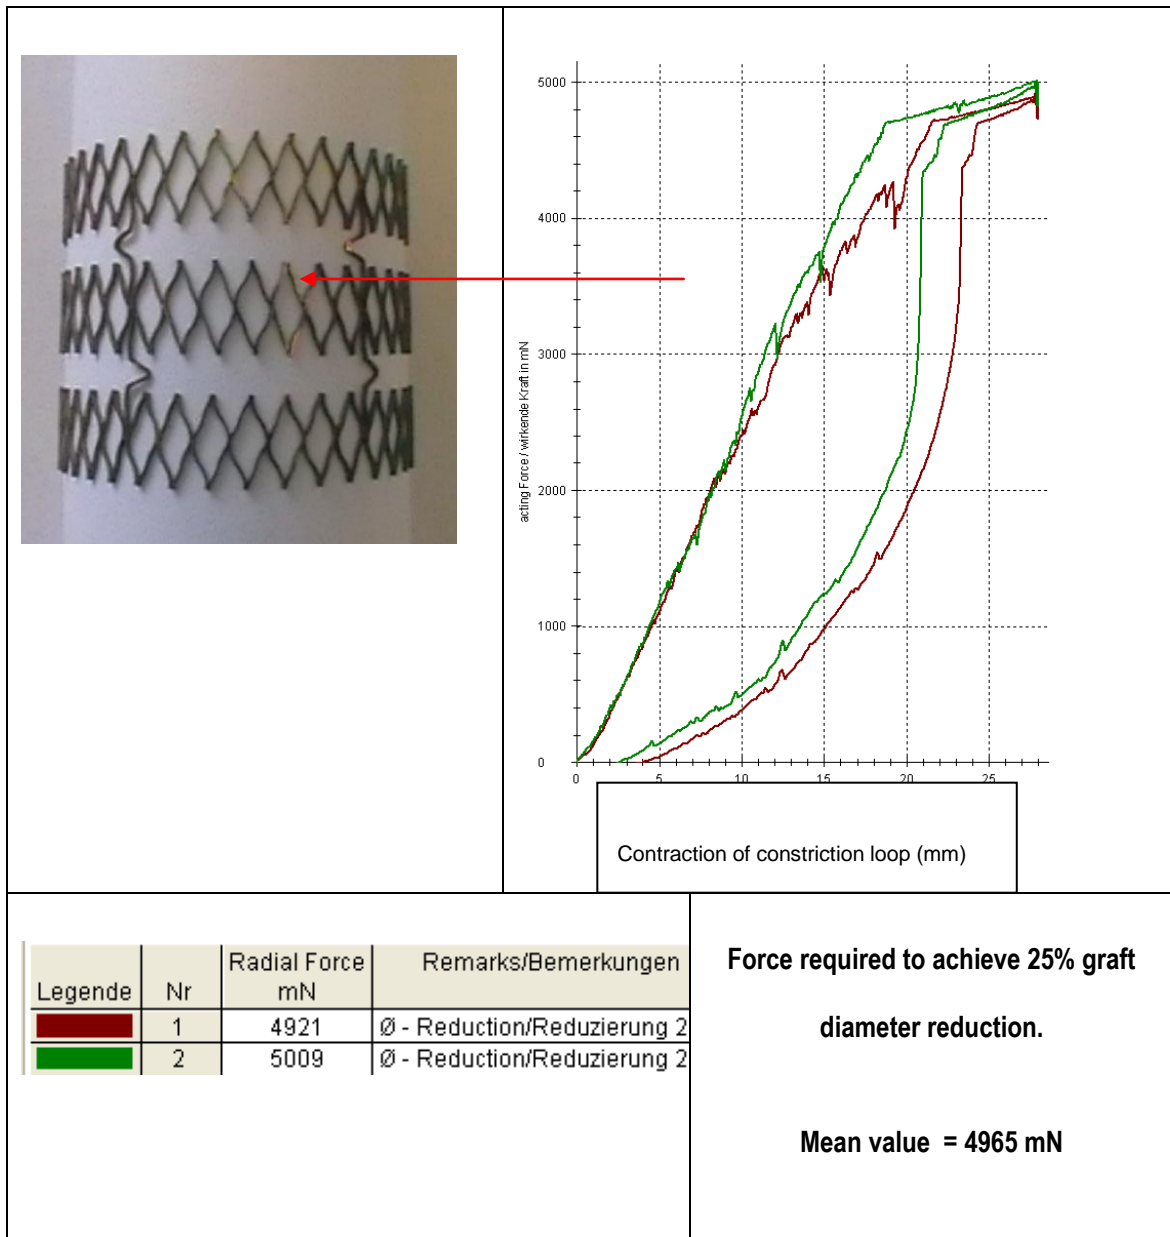 5000
4000
3000
2000
1000
0
acting Force / wirkende Kraft in mN
0 5 10 15 20 25
Contraction of constriction loop (mm)
Legende Nr Radial Force mN Remarks/Bemerkungen
1 4921 Ø - Reduction/Reduzierung 2
2 5009 Ø - Reduction/Reduzierung 2
Force required to achieve 25% graft
diameter reduction.
Mean value = 4965 mN